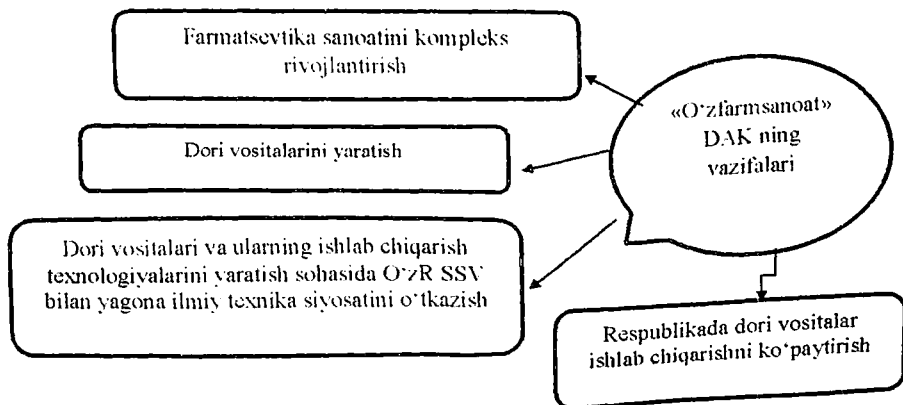 Farmatsevtika sanoatini kompleks
rivojlantirish
«O‘zfarmsanoat»
DAK ning
vazifalari
Dori vositalarini yaratish
Dori vositalari va ularning ishlab chiqarish
texnologiyalarini yaratish sohasida O‘zR SSV
bilan yagona ilmiy texnika siyosatini o‘tkazish
Respublikada dori vositalar
ishlab chiqarishni ko‘paytirish